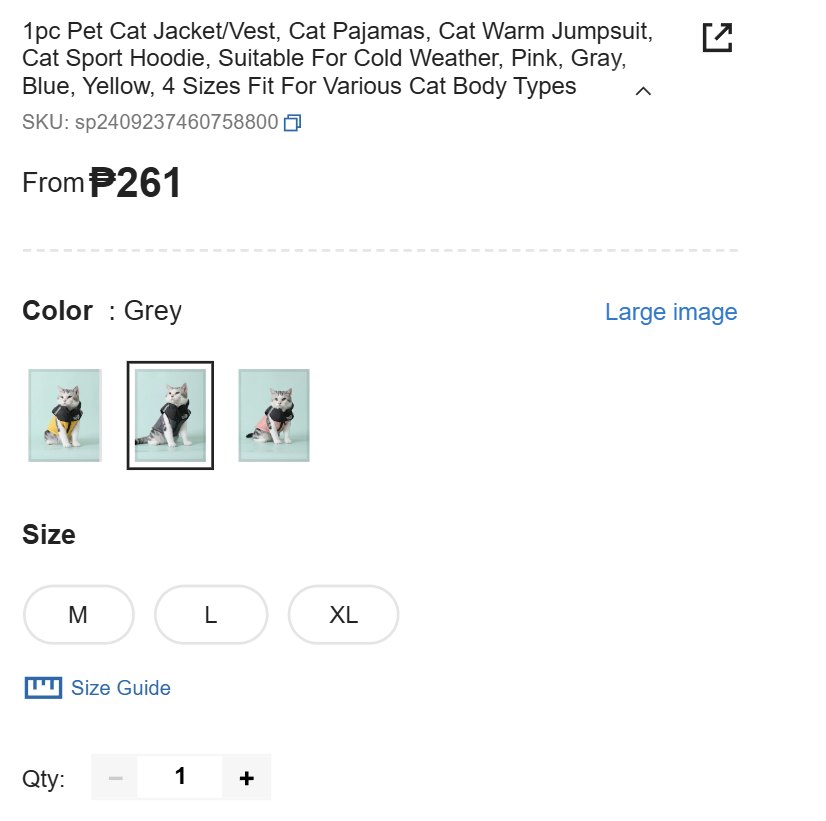 1pc Pet Cat Jacket/Vest, Cat Pajamas, Cat Warm Jumpsuit,
Cat Sport Hoodie, Suitable For Cold Weather, Pink, Gray,
Blue, Yellow, 4 Sizes Fit For Various Cat Body Types
SKU: sp2409237460758800
From ₱261
Color : Grey
Large image
Size
M L XL
Size Guide
Qty: − 1 +